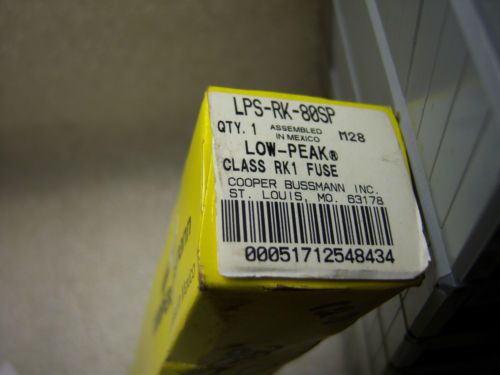 LPS-RK-80SP
QTY. 1 ASSEMBLED IN MEXICO M28
LOW-PEAK®
CLASS RK1 FUSE
COOPER BUSSMANN INC.
ST. LOUIS, MO. 63178
00051712548434